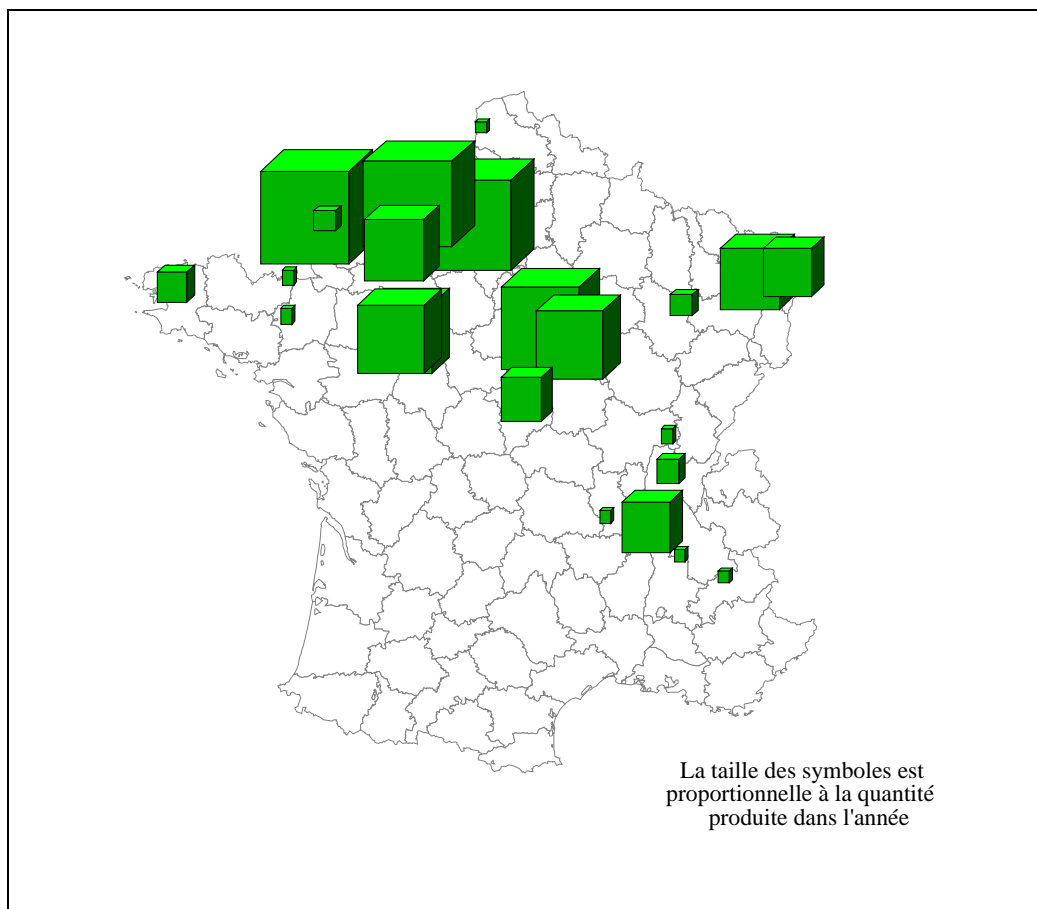 La taille des symboles est
proportionnelle à la quantité
produite dans l'année